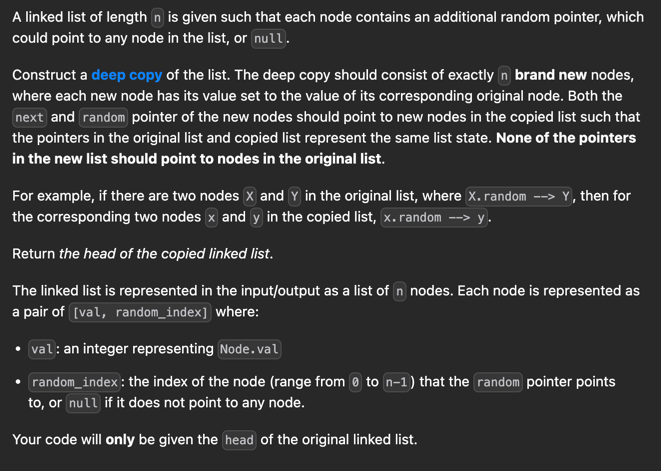 A linked list of length n is given such that each node contains an additional random pointer, which
could point to any node in the list, or null.
Construct a deep copy of the list. The deep copy should consist of exactly n brand new nodes,
where each new node has its value set to the value of its corresponding original node. Both the
next and random pointer of the new nodes should point to new nodes in the copied list such that
the pointers in the original list and copied list represent the same list state. None of the pointers
in the new list should point to nodes in the original list.
For example, if there are two nodes X and Y in the original list, where X.random --> Y, then for
the corresponding two nodes x and y in the copied list, x.random --> y.
Return the head of the copied linked list.
The linked list is represented in the input/output as a list of n nodes. Each node is represented as
a pair of [val, random_index] where:
• val: an integer representing Node.val
• random_index: the index of the node (range from 0 to n-1) that the random pointer points
to, or null if it does not point to any node.
Your code will only be given the head of the original linked list.